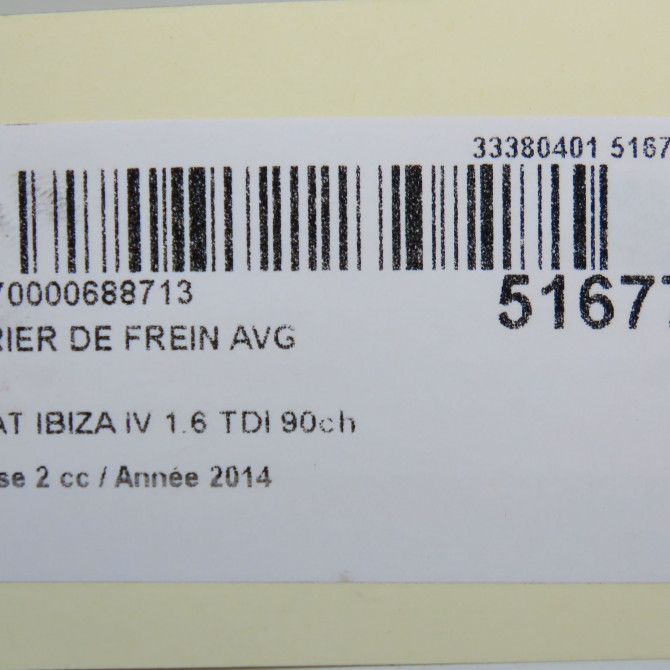 33380401 5167
70000688713
5167
RIER DE FREIN AVG
AT IBIZA IV 1.6 TDI 90ch
se 2 cc / Année 2014